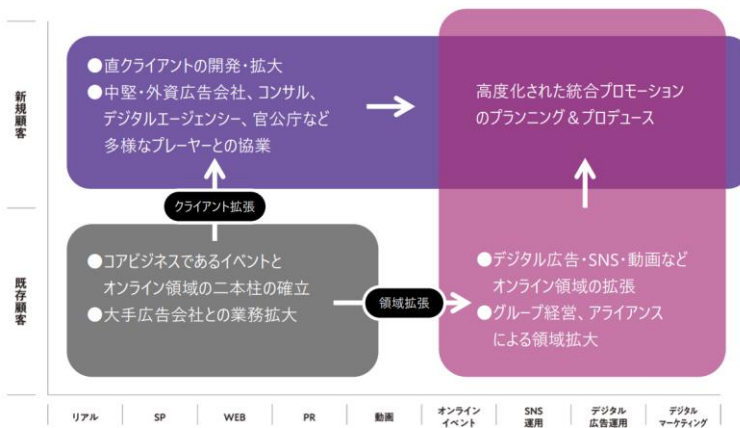 新規顧客
●直クライアントの開発・拡大
●中堅・外資広告会社、コンサル、
デジタルエージェンシー、官公庁など
多様なプレーヤーとの協業
高度化された統合プロモーション
のプランニング&プロデュース
クライアント拡張
既存顧客
●コアビジネスであるイベントと
オンライン領域の二本柱の確立
●大手広告会社との業務拡大
領域拡張
●デジタル広告・SNS・動画など
オンライン領域の拡張
●グループ経営、アライアンス
による領域拡大
リアル
SP
WEB
PR
動画
オンライン
イベント
SNS
運用
デジタル
広告運用
デジタル
マーケティング